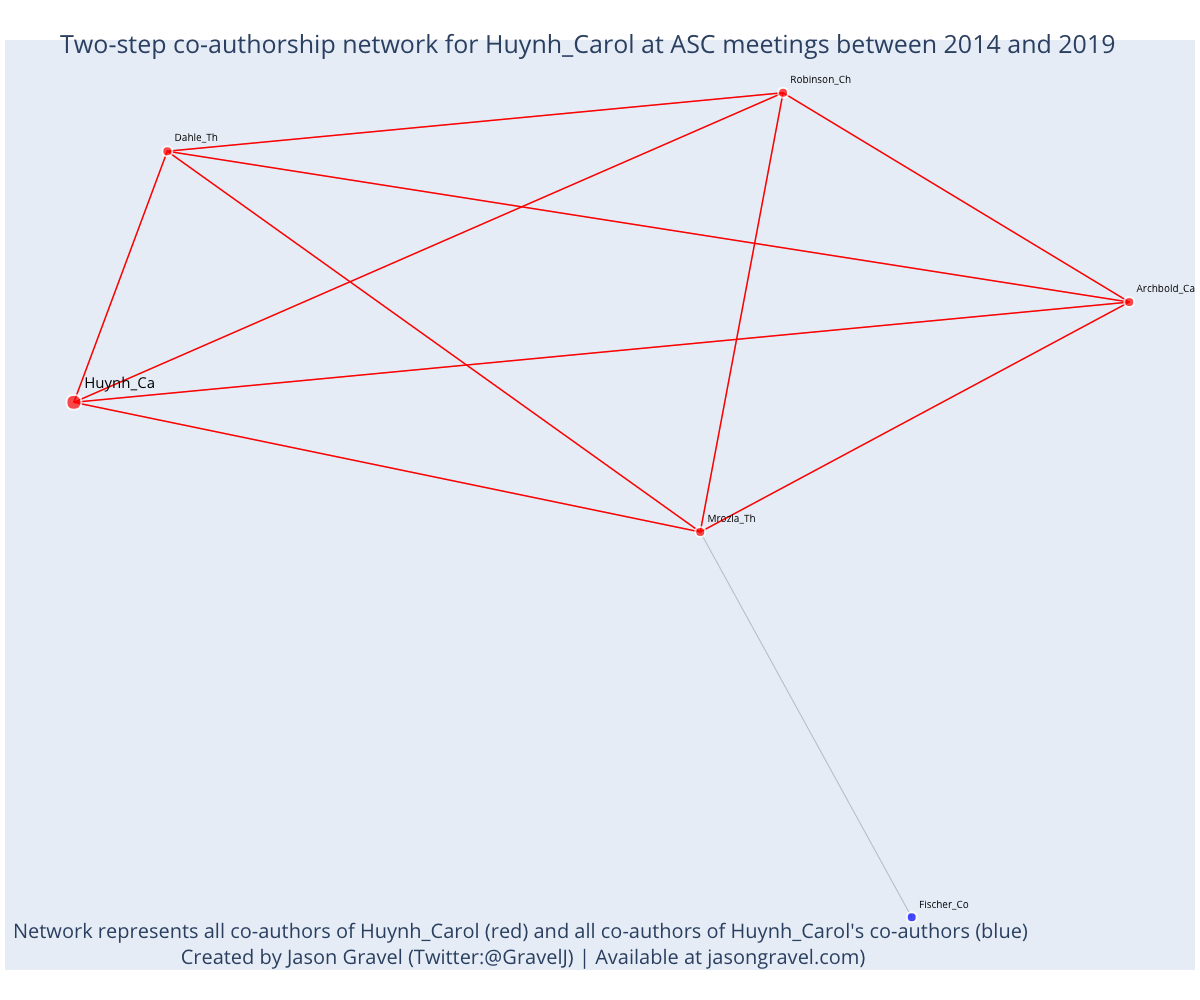 Two-step co-authorship network for Huynh_Carol at ASC meetings between 2014 and 2019
Robinson_Ch
Dahle_Th
Archbold_Ca
Huynh_Ca
Mrozla_Th
Fischer_Co
Network represents all co-authors of Huynh_Carol (red) and all co-authors of Huynh_Carol's co-authors (blue)
Created by Jason Gravel (Twitter:@GravelJ) | Available at jasongravel.com)